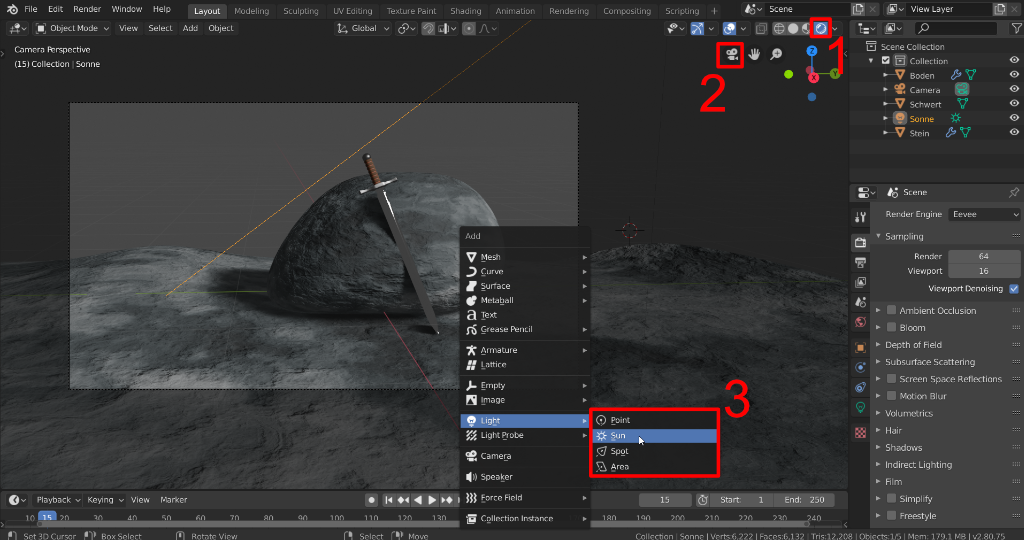 File Edit Render Window Help Layout Modeling Sculpting UV Editing Texture Paint Shading Animation Rendering Compositing Scripting + Scene View Layer
Object Mode View Select Add Object Global
Camera Perspective
(15) Collection | Sonne
1
2
3
Z
Y
X
Add
Mesh
Curve
Surface
Metaball
Text
Grease Pencil
Armature
Lattice
Empty
Image
Light
Light Probe
Camera
Speaker
Force Field
Collection Instance
Point
Sun
Spot
Area
Scene Collection
Collection
Boden
Camera
Schwert
Sonne
Stein
Scene
Render Engine Eevee
Sampling
Render 64
Viewport 16
Viewport Denoising
Ambient Occlusion
Bloom
Depth of Field
Subsurface Scattering
Screen Space Reflections
Motion Blur
Volumetrics
Hair
Shadows
Indirect Lighting
Film
Simplify
Freestyle
Playback Keying View Marker 15 Start: 1 End: 250
10 15 20 30 40 50 60 70 80 90 100 110 120 130 180 190 200 210 220 230 240
Set 3D Cursor Box Select Rotate View Select Move Collection | Sonne | Verts:6,222 | Faces:6,132 | Tris:12,208 | Objects:1/5 | Mem: 179.1 MB | v2.80.75